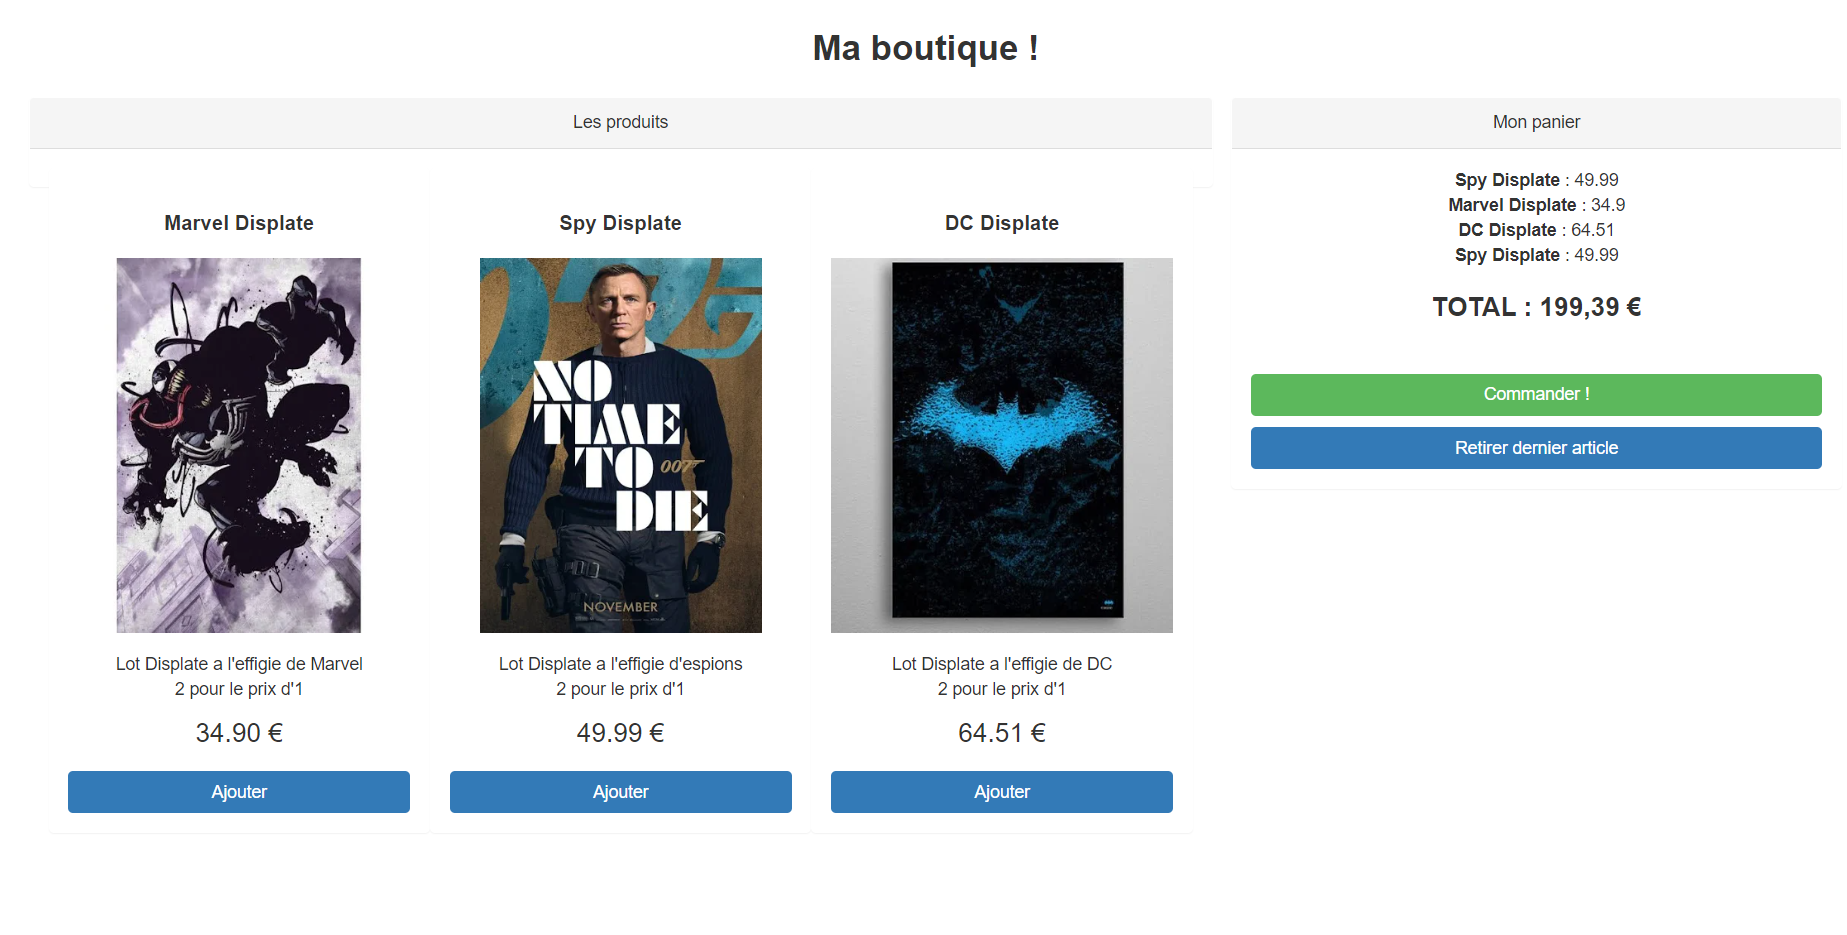 Ma boutique !
Les produits
Marvel Displate
Lot Displate a l'effigie de Marvel
2 pour le prix d'1
34.90 €
Ajouter
Spy Displate
NO
TIME
TO
007
DIE
NOVEMBER
Lot Displate a l'effigie d'espions
2 pour le prix d'1
49.99 €
Ajouter
DC Displate
Lot Displate a l'effigie de DC
2 pour le prix d'1
64.51 €
Ajouter
Mon panier
Spy Displate : 49.99
Marvel Displate : 34.9
DC Displate : 64.51
Spy Displate : 49.99
TOTAL : 199,39 €
Commander !
Retirer dernier article